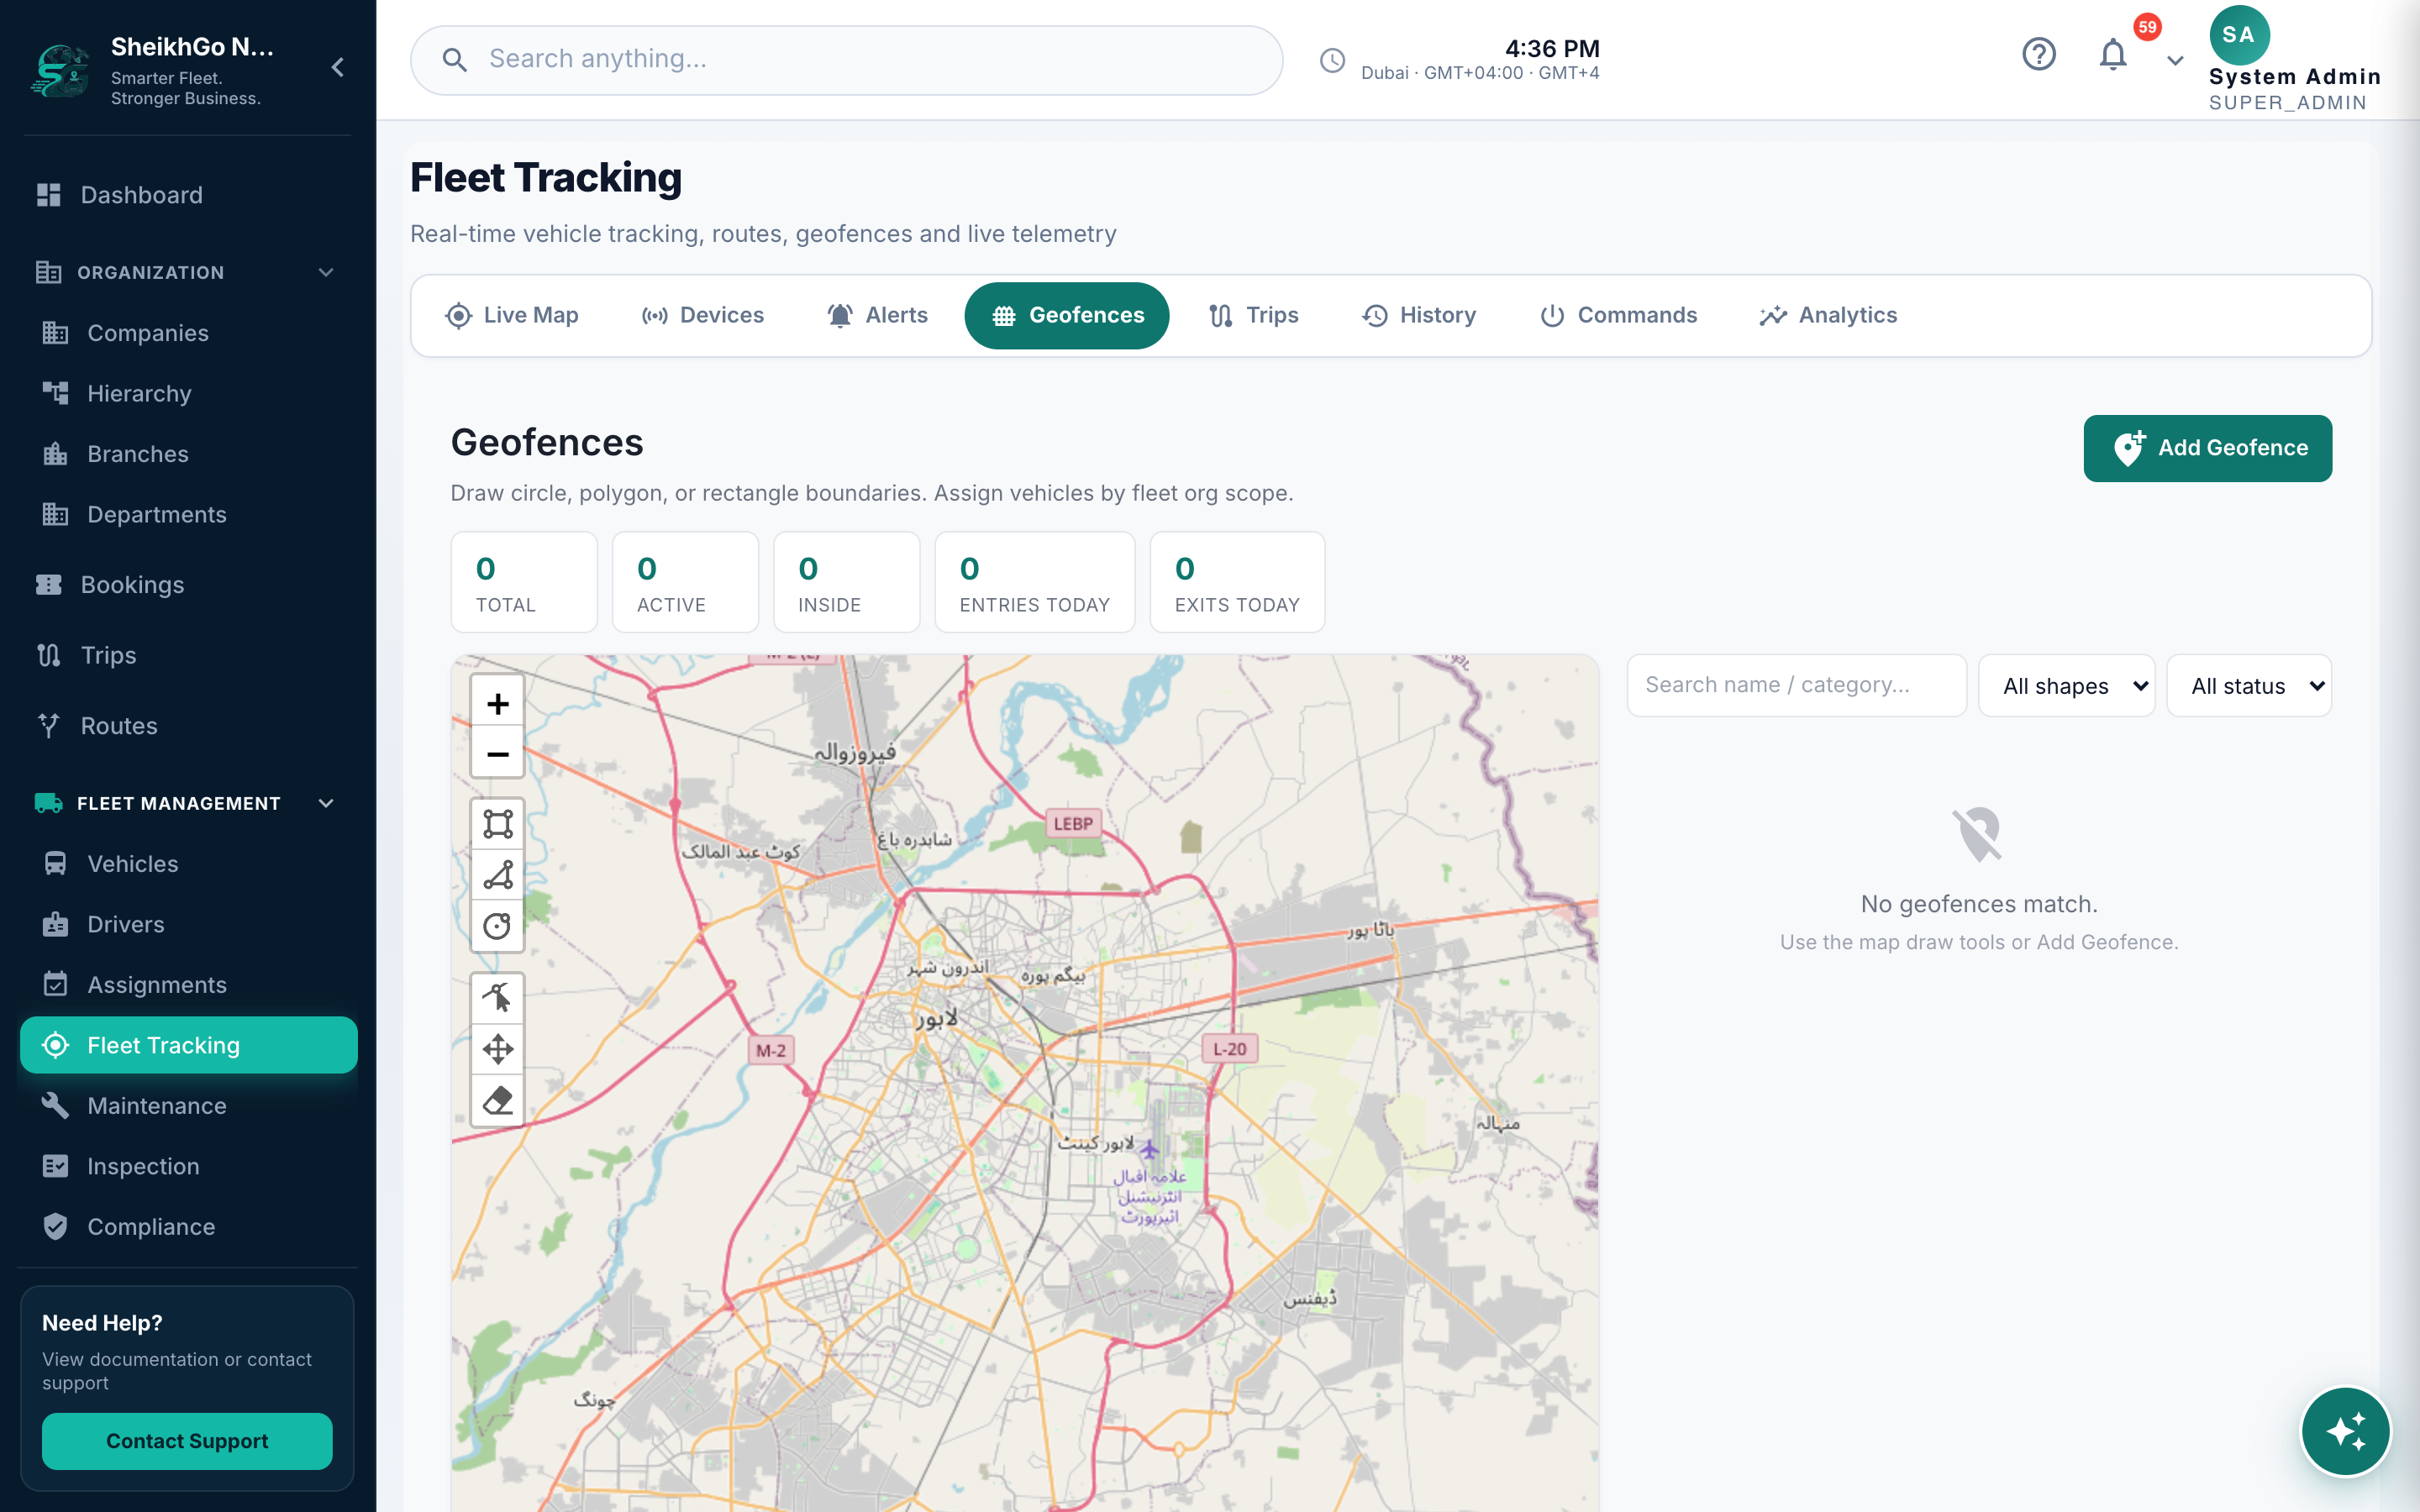 SheikhGo N...
Smarter Fleet.
Stronger Business.
Search anything...
4:36 PM
Dubai · GMT+04:00 · GMT+4
59
SA
System Admin
SUPER_ADMIN
Dashboard
ORGANIZATION
Companies
Hierarchy
Branches
Departments
Bookings
Trips
Routes
FLEET MANAGEMENT
Vehicles
Drivers
Assignments
Fleet Tracking
Maintenance
Inspection
Compliance
Need Help?
View documentation or contact
support
Contact Support
Fleet Tracking
Real-time vehicle tracking, routes, geofences and live telemetry
Live Map
Devices
Alerts
Geofences
Trips
History
Commands
Analytics
Geofences
Add Geofence
Draw circle, polygon, or rectangle boundaries. Assign vehicles by fleet org scope.
0
TOTAL
0
ACTIVE
0
INSIDE
0
ENTRIES TODAY
0
EXITS TODAY
+
−
فیروزوالہ
LEBP
شاہدرہ باغ
کوٹ عبد المالک
باٹا پور
اندرون شہر
بیگم پورہ
لاہور
M-2
L-20
منہالہ
لاہور کینٹ
علامہ اقبال
انٹرنیشنل
ائیرپورٹ
ڈیفنس
چونگ
Search name / category...
All shapes
All status
No geofences match.
Use the map draw tools or Add Geofence.